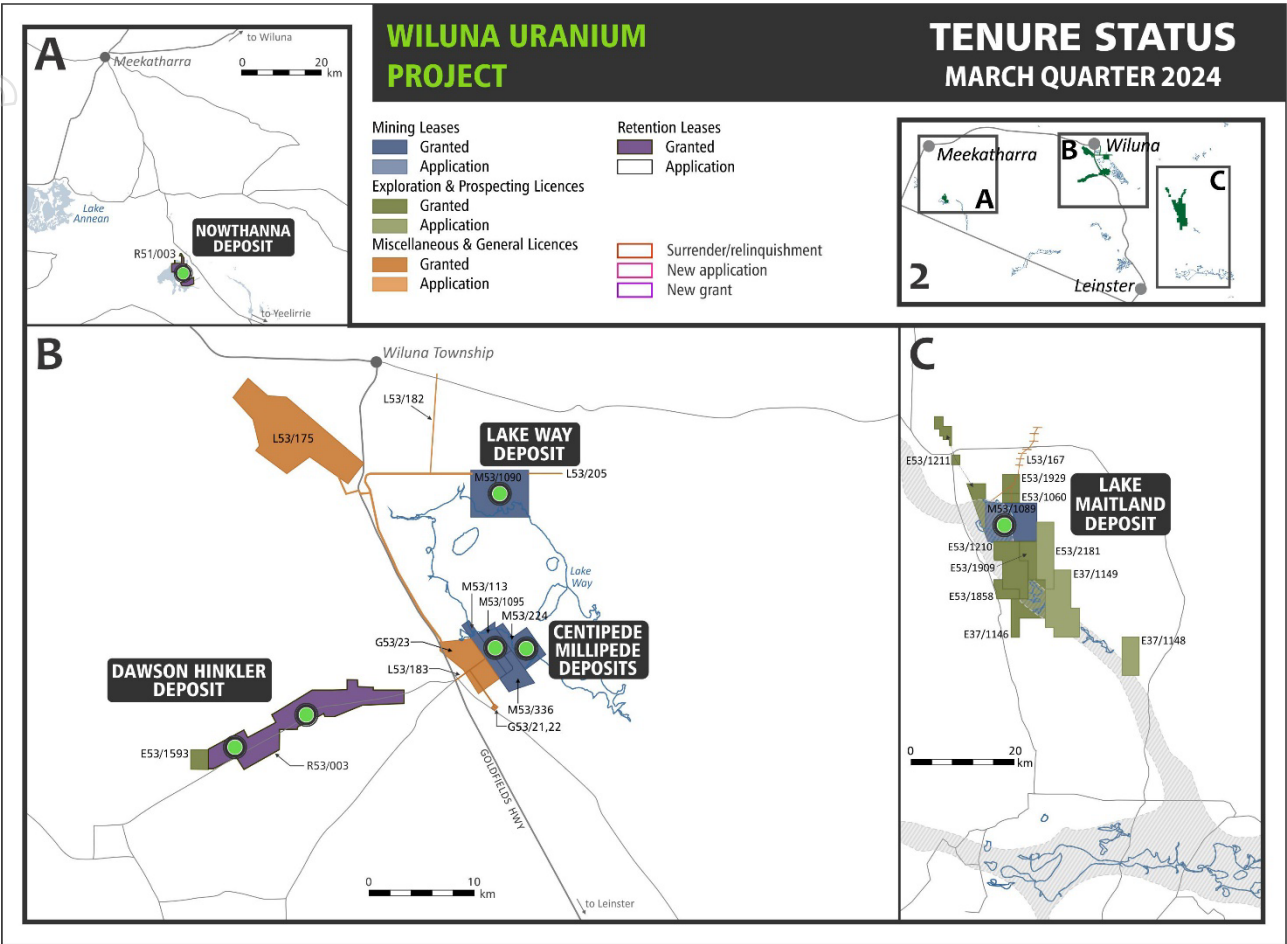 WILUNA URANIUM
PROJECT
TENURE STATUS
MARCH QUARTER 2024
A
to Wiluna
Meekatharra
0 20
km
Lake
Annean
NOWTHANNA
DEPOSIT
R51/003
to Yeelirrie
Mining Leases
Granted
Application
Exploration & Prospecting Licences
Granted
Application
Miscellaneous & General Licences
Granted
Application
Retention Leases
Granted
Application
Surrender/relinquishment
New application
New grant
Meekatharra
A
B
Wiluna
C
2
Leinster
B
Wiluna Township
L53/182
L53/175
LAKE WAY
DEPOSIT
M53/1090
L53/205
Lake
Way
M53/113
M53/1095
M53/224
G53/23
CENTIPEDE
MILLIPEDE
DEPOSITS
L53/183
M53/336
G53/21,22
DAWSON HINKLER
DEPOSIT
E53/1593
R53/003
GOLDFIELDS HWY
0 10
km
to Leinster
C
E53/1211
L53/167
E53/1929
E53/1060
M53/1089
LAKE
MAITLAND
DEPOSIT
E53/1210
E53/2181
E53/1909
E37/1149
E53/1858
E37/1146
E37/1148
0 20
km